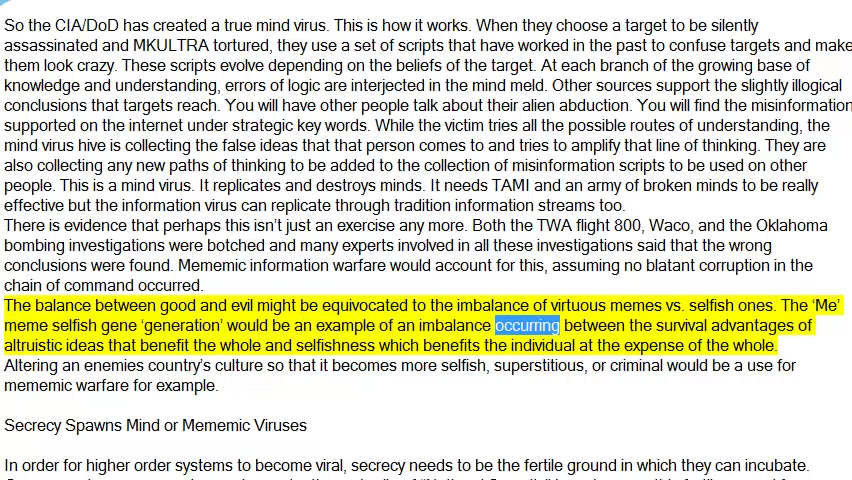 So the CIA/DoD has created a true mind virus. This is how it works. When they choose a target to be silently
assassinated and MKULTRA tortured, they use a set of scripts that have worked in the past to confuse targets and make
them look crazy. These scripts evolve depending on the beliefs of the target. At each branch of the growing base of
knowledge and understanding, errors of logic are interjected in the mind meld. Other sources support the slightly illogical
conclusions that targets reach. You will have other people talk about their alien abduction. You will find the misinformation
supported on the internet under strategic key words. While the victim tries all the possible routes of understanding, the
mind virus hive is collecting the false ideas that that person comes to and tries to amplify that line of thinking. They are
also collecting any new paths of thinking to be added to the collection of misinformation scripts to be used on other
people. This is a mind virus. It replicates and destroys minds. It needs TAMI and an army of broken minds to be really
effective but the information virus can replicate through tradition information streams too.
There is evidence that perhaps this isn't just an exercise any more. Both the TWA flight 800, Waco, and the Oklahoma
bombing investigations were botched and many experts involved in all these investigations said that the wrong
conclusions were found. Mememic information warfare would account for this, assuming no blatant corruption in the
chain of command occurred.
The balance between good and evil might be equivocated to the imbalance of virtuous memes vs. selfish ones. The ‘Me’
meme selfish gene ‘generation’ would be an example of an imbalance occurring between the survival advantages of
altruistic ideas that benefit the whole and selfishness which benefits the individual at the expense of the whole.
Altering an enemies country's culture so that it becomes more selfish, superstitious, or criminal would be a use for
mememic warfare for example.
Secrecy Spawns Mind or Mememic Viruses
In order for higher order systems to become viral, secrecy needs to be the fertile ground in which they can incubate.